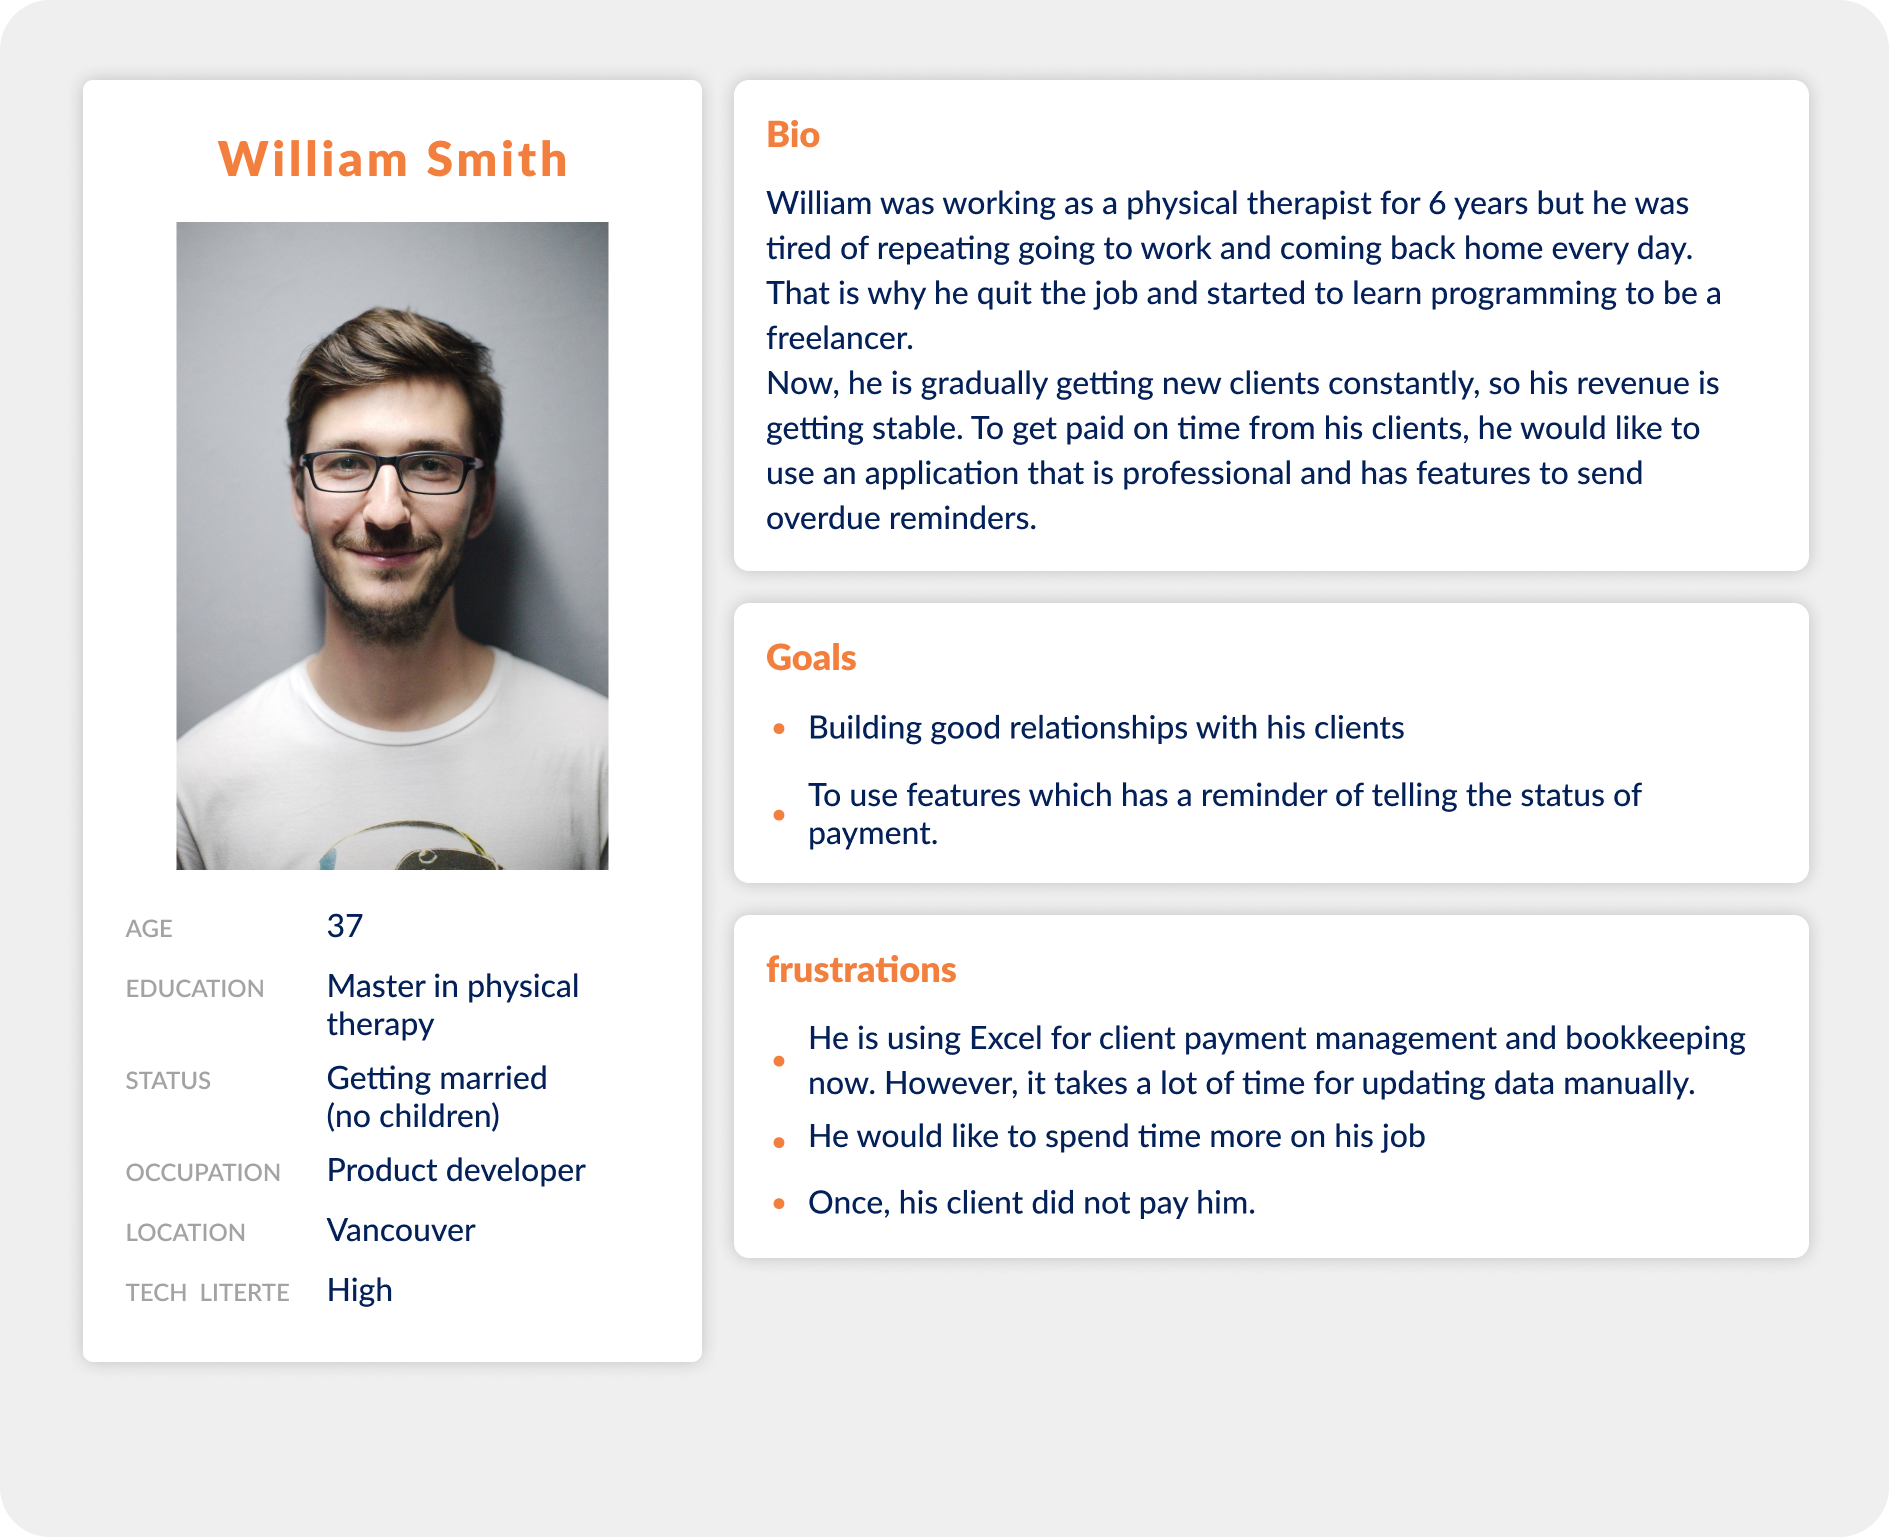 William Smith
AGE 37
EDUCATION Master in physical
therapy
STATUS Getting married
(no children)
OCCUPATION Product developer
LOCATION Vancouver
TECH LITERTE High
Bio
William was working as a physical therapist for 6 years but he was
tired of repeating going to work and coming back home every day.
That is why he quit the job and started to learn programming to be a
freelancer.
Now, he is gradually getting new clients constantly, so his revenue is
getting stable. To get paid on time from his clients, he would like to
use an application that is professional and has features to send
overdue reminders.
Goals
• Building good relationships with his clients
• To use features which has a reminder of telling the status of
payment.
frustrations
• He is using Excel for client payment management and bookkeeping
now. However, it takes a lot of time for updating data manually.
• He would like to spend time more on his job
• Once, his client did not pay him.